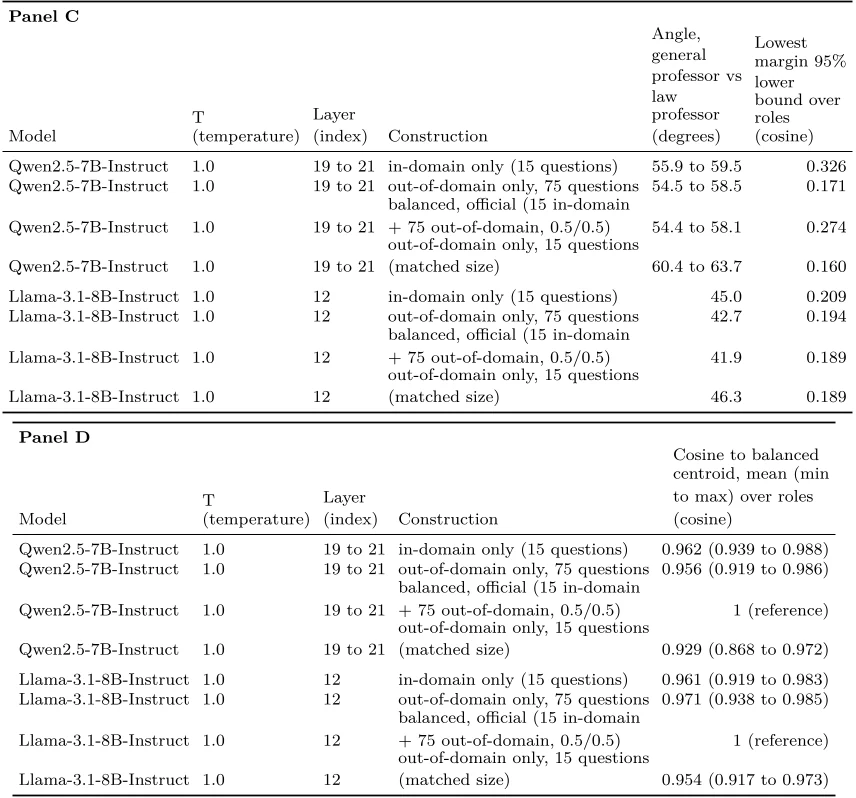 Panel C
Angle,
general
professor vs
law
professor
(degrees)
Lowest
margin 95%
lower
bound over
roles
(cosine)
Model
T
(temperature)
Layer
(index)
Construction
Qwen2.5-7B-Instruct 1.0 19 to 21 in-domain only (15 questions) 55.9 to 59.5 0.326
Qwen2.5-7B-Instruct 1.0 19 to 21 out-of-domain only, 75 questions 54.5 to 58.5 0.171
balanced, official (15 in-domain
Qwen2.5-7B-Instruct 1.0 19 to 21 + 75 out-of-domain, 0.5/0.5) 54.4 to 58.1 0.274
out-of-domain only, 15 questions
Qwen2.5-7B-Instruct 1.0 19 to 21 (matched size) 60.4 to 63.7 0.160
Llama-3.1-8B-Instruct 1.0 12 in-domain only (15 questions) 45.0 0.209
Llama-3.1-8B-Instruct 1.0 12 out-of-domain only, 75 questions 42.7 0.194
balanced, official (15 in-domain
Llama-3.1-8B-Instruct 1.0 12 + 75 out-of-domain, 0.5/0.5) 41.9 0.189
out-of-domain only, 15 questions
Llama-3.1-8B-Instruct 1.0 12 (matched size) 46.3 0.189
Panel D
Cosine to balanced
centroid, mean (min
to max) over roles
(cosine)
Model
T
(temperature)
Layer
(index)
Construction
Qwen2.5-7B-Instruct 1.0 19 to 21 in-domain only (15 questions) 0.962 (0.939 to 0.988)
Qwen2.5-7B-Instruct 1.0 19 to 21 out-of-domain only, 75 questions 0.956 (0.919 to 0.986)
balanced, official (15 in-domain
Qwen2.5-7B-Instruct 1.0 19 to 21 + 75 out-of-domain, 0.5/0.5) 1 (reference)
out-of-domain only, 15 questions
Qwen2.5-7B-Instruct 1.0 19 to 21 (matched size) 0.929 (0.868 to 0.972)
Llama-3.1-8B-Instruct 1.0 12 in-domain only (15 questions) 0.961 (0.919 to 0.983)
Llama-3.1-8B-Instruct 1.0 12 out-of-domain only, 75 questions 0.971 (0.938 to 0.985)
balanced, official (15 in-domain
Llama-3.1-8B-Instruct 1.0 12 + 75 out-of-domain, 0.5/0.5) 1 (reference)
out-of-domain only, 15 questions
Llama-3.1-8B-Instruct 1.0 12 (matched size) 0.954 (0.917 to 0.973)